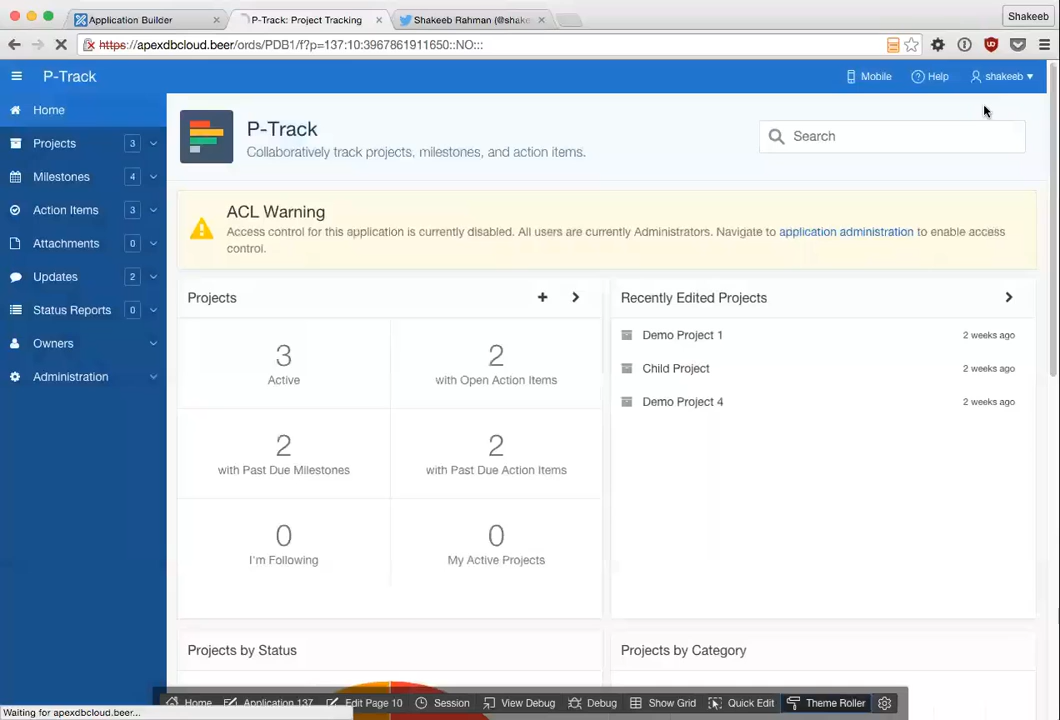 Application Builder
P-Track: Project Tracking
Shakeeb Rahman (@shake
Shakeeb
https://apexdbcloud.beer/ords/PDB1/f?p=137:10:3967861911650::NO:::
P-Track
Mobile
Help
shakeeb
Home
Projects 3
Milestones 4
Action Items 3
Attachments 0
Updates 2
Status Reports 0
Owners
Administration
P-Track
Collaboratively track projects, milestones, and action items.
Search
ACL Warning
Access control for this application is currently disabled. All users are currently Administrators. Navigate to application administration to enable access
control.
Projects
3
Active
2
with Open Action Items
2
with Past Due Milestones
2
with Past Due Action Items
0
I'm Following
0
My Active Projects
Recently Edited Projects
Demo Project 1 2 weeks ago
Child Project 2 weeks ago
Demo Project 4 2 weeks ago
Projects by Status
Projects by Category
Home
Application 137
Edit Page 10
Session
View Debug
Debug
Show Grid
Quick Edit
Theme Roller
Waiting for apexdbcloud.beer...